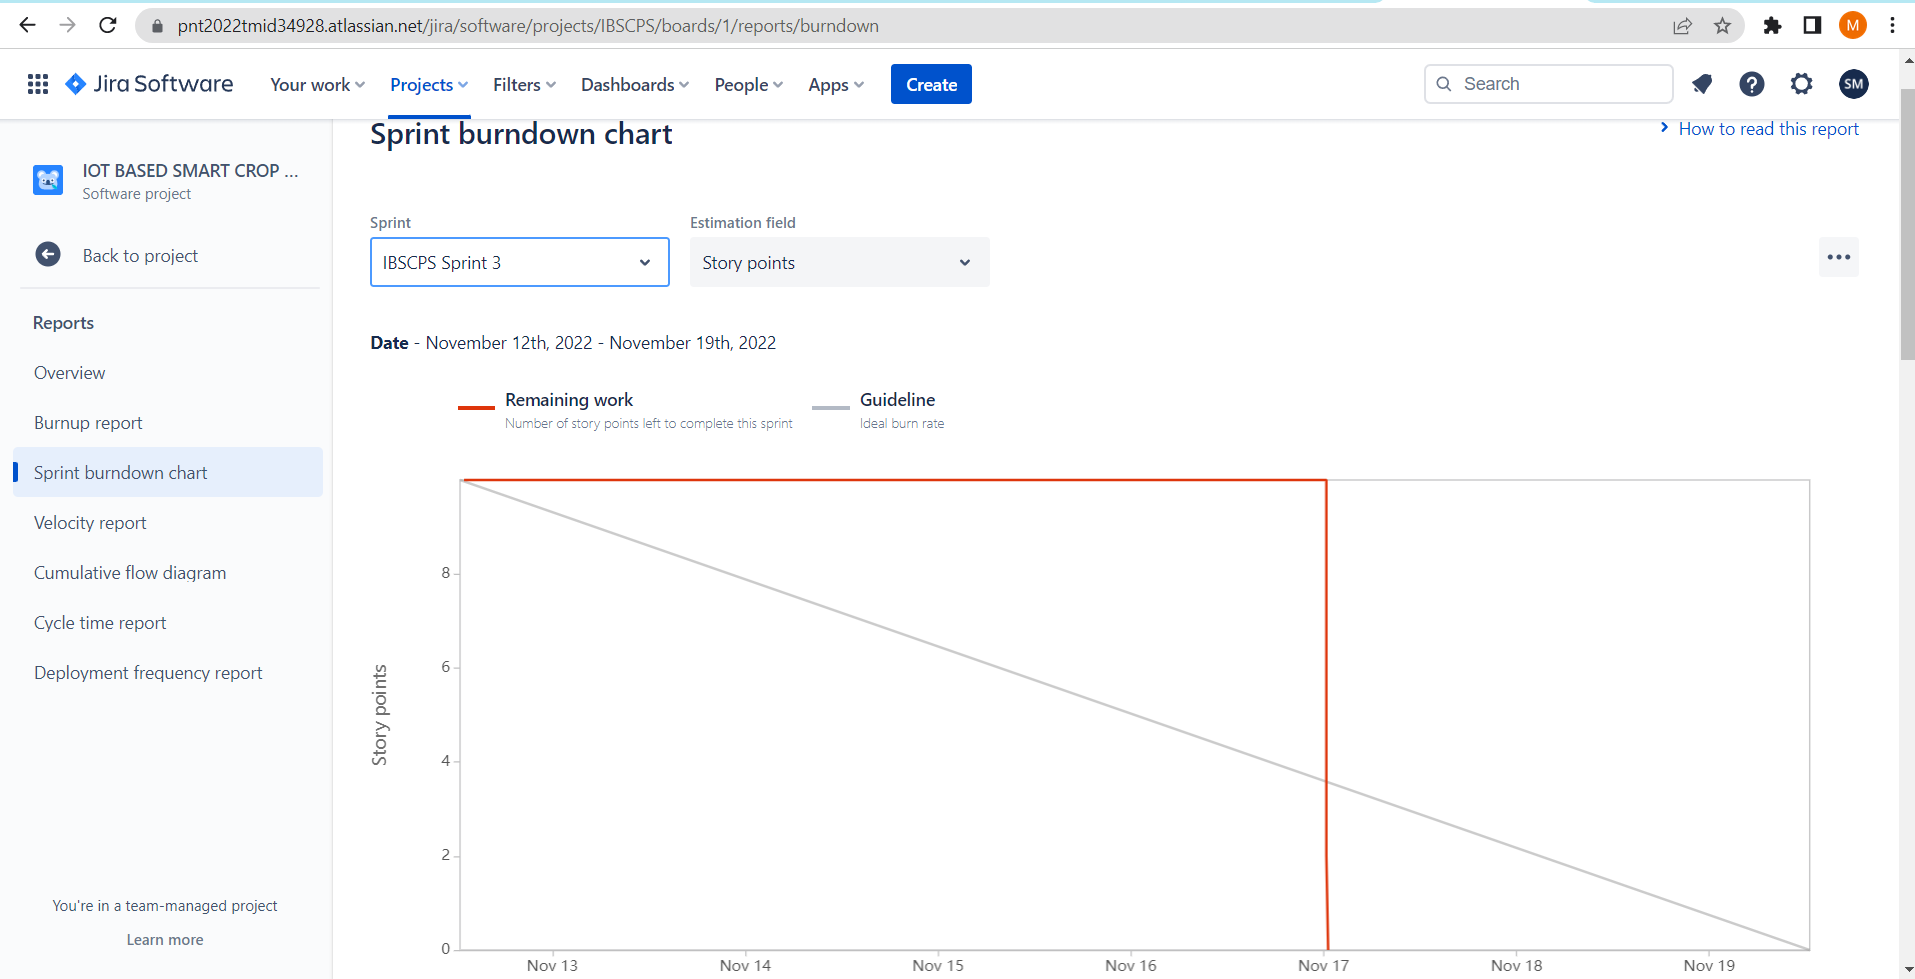 pnt2022tmid34928.atlassian.net/jira/software/projects/IBSCPS/boards/1/reports/burndown
M
Jira Software Your work Projects Filters Dashboards People Apps Create Search ? SM
Sprint burndown chart
How to read this report
IOT BASED SMART CROP ...
Software project
Back to project
Reports
Overview
Burnup report
Sprint burndown chart
Velocity report
Cumulative flow diagram
Cycle time report
Deployment frequency report
You're in a team-managed project
Learn more
Sprint Estimation field
IBSCPS Sprint 3 Story points
Date - November 12th, 2022 - November 19th, 2022
Remaining work Guideline
Number of story points left to complete this sprint Ideal burn rate
Story points
8
6
4
2
0
Nov 13 Nov 14 Nov 15 Nov 16 Nov 17 Nov 18 Nov 19